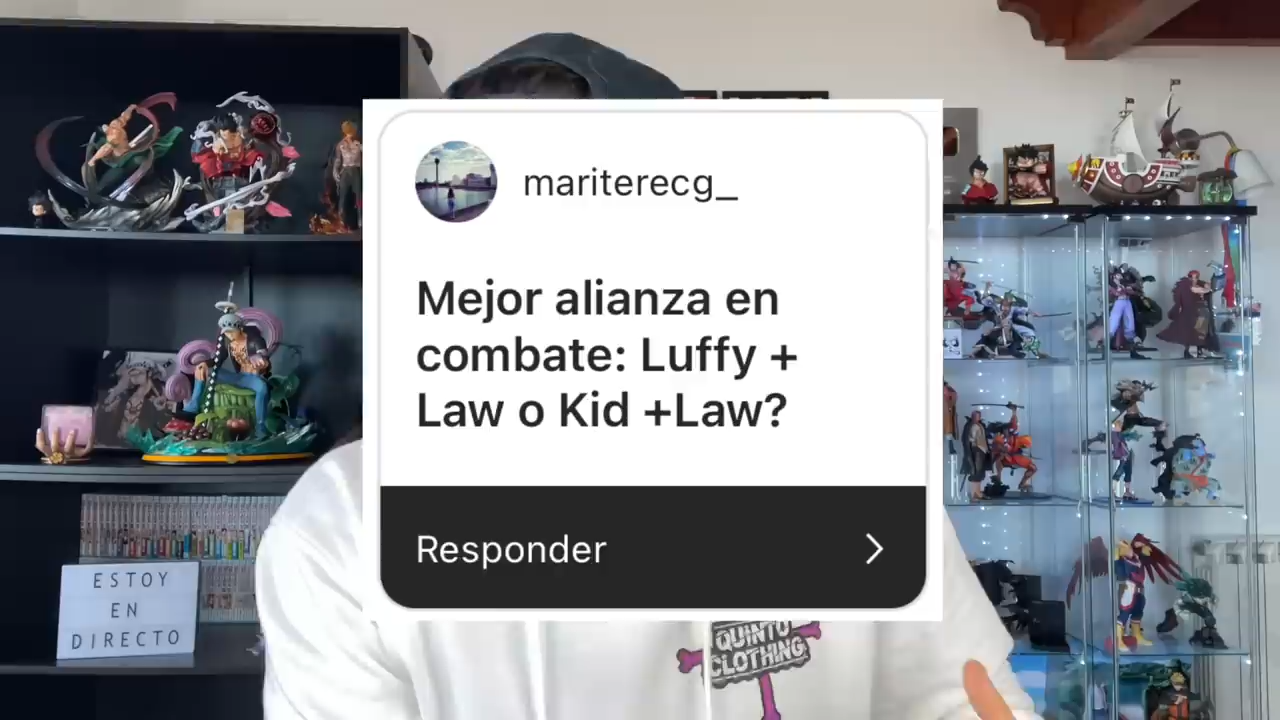 mariterecg_
Mejor alianza en
combate: Luffy +
Law o Kid +Law?
Responder
ESTOY
EN
DIRECTO
QUINTO
CLOTHING